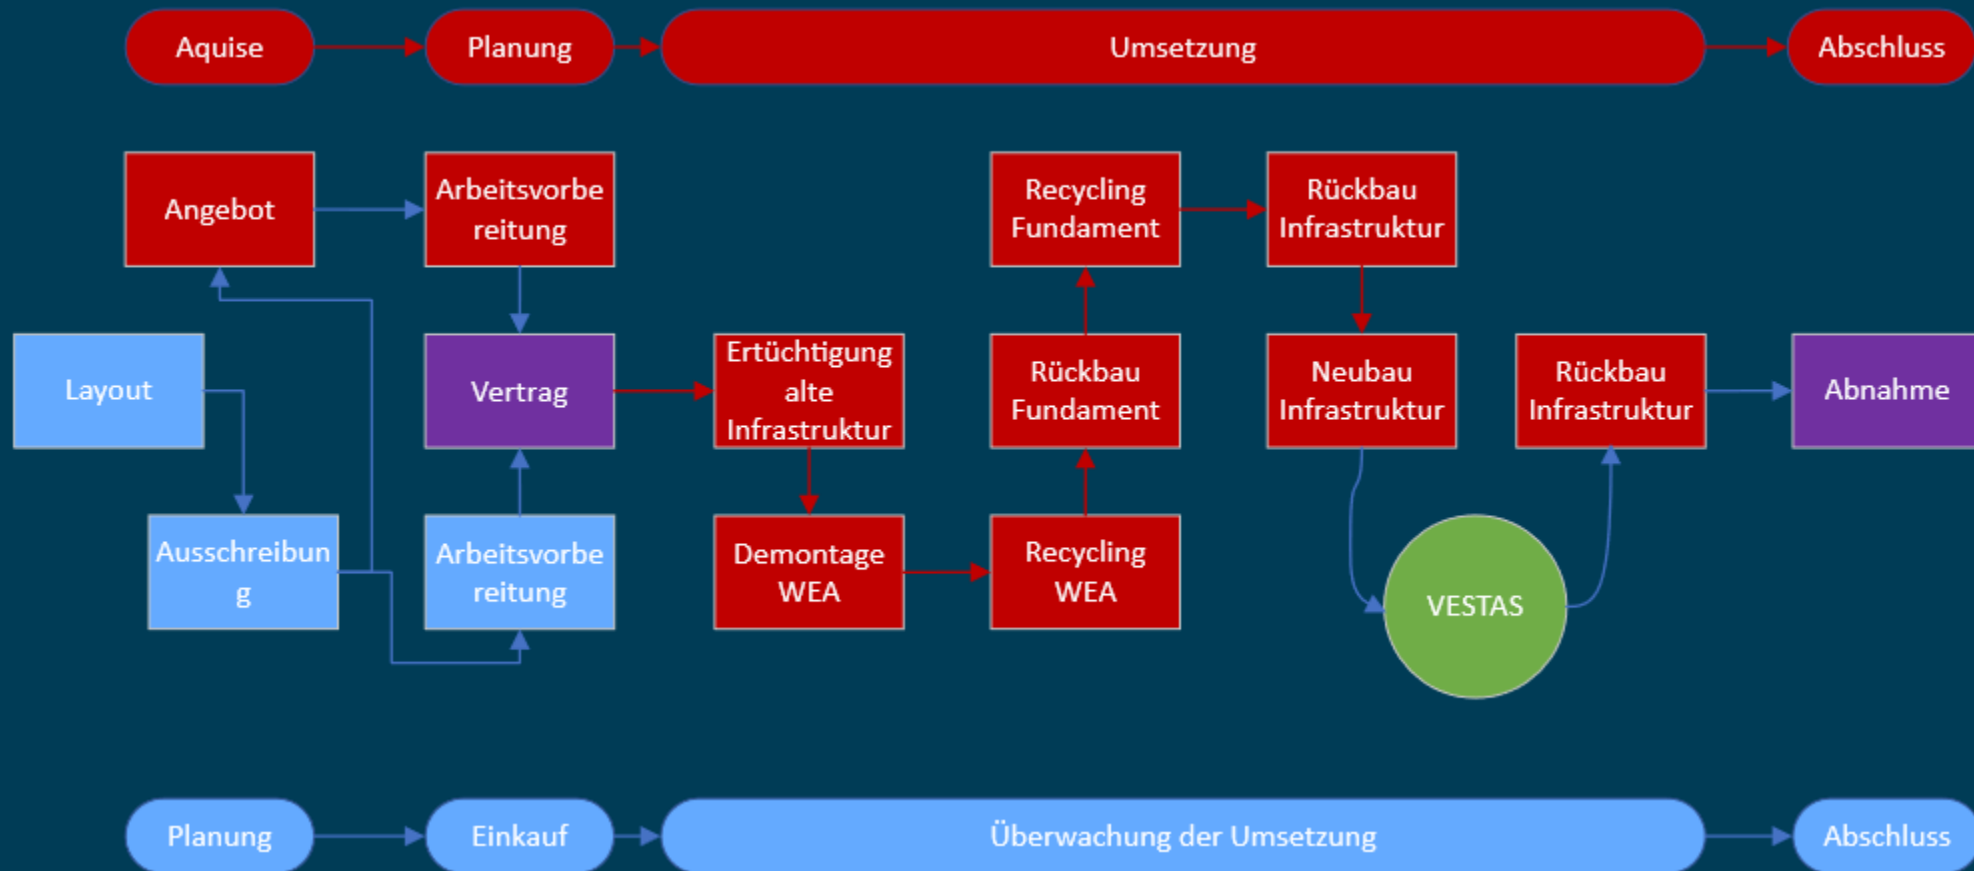 Aquise
Planung
Umsetzung
Abschluss
Angebot
Arbeitsvorbe
reitung
Recycling
Fundament
Rückbau
Infrastruktur
Layout
Vertrag
Ertüchtigung
alte
Infrastruktur
Rückbau
Fundament
Neubau
Infrastruktur
Rückbau
Infrastruktur
Abnahme
Ausschreibun
g
Arbeitsvorbe
reitung
Demontage
WEA
Recycling
WEA
VESTAS
Planung
Einkauf
Überwachung der Umsetzung
Abschluss